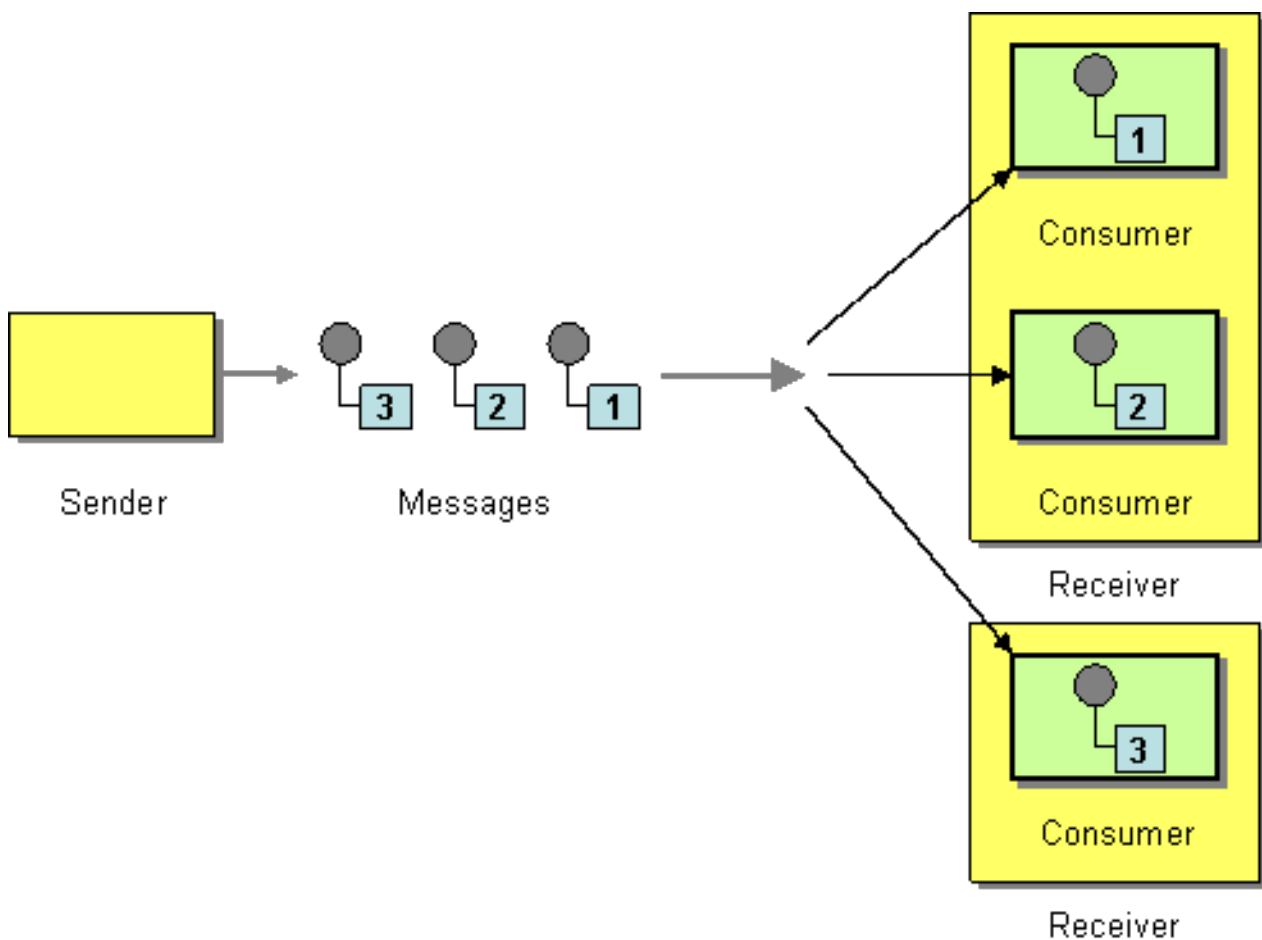 1
Consumer
3
2
1
2
Sender
Messages
Consumer
Receiver
3
Consumer
Receiver